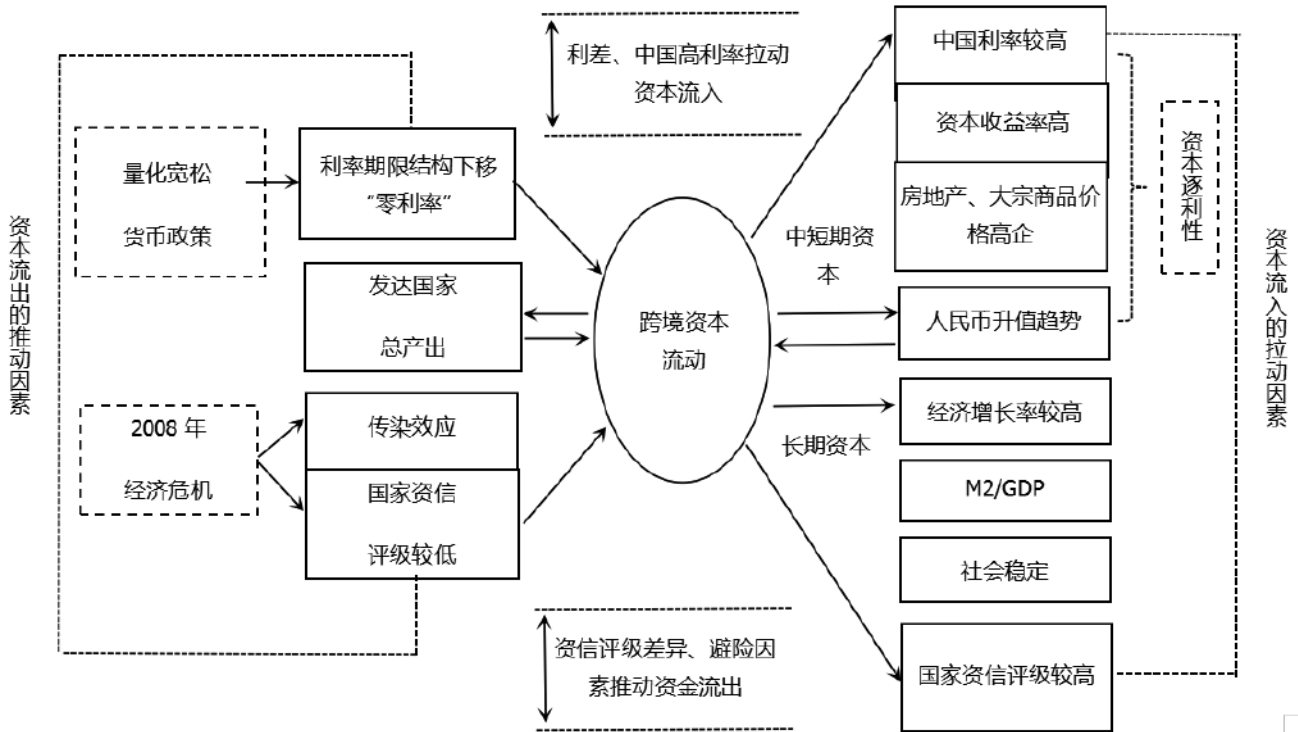 利差、中国高利率拉动
资本流入
中国利率较高
资本收益率高
房地产、大宗商品价
格高企
资本逐利性
量化宽松
货币政策
利率期限结构下移
“零利率”
中短期资
本
资本流出的推动因素
资本流入的拉动因素
发达国家
总产出
跨境资本
流动
人民币升值趋势
2008 年
经济危机
传染效应
国家资信
评级较低
经济增长率较高
长期资本
M2/GDP
社会稳定
资信评级差异、避险因
素推动资金流出
国家资信评级较高